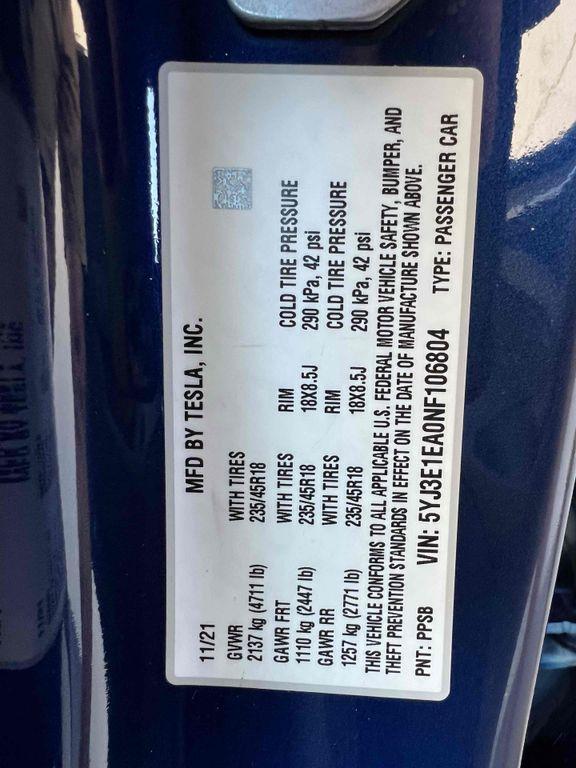 MFD BY TESLA, INC.
11/21
GVWR WITH TIRES
2137 kg (4711 lb) 235/45R18
GAWR FRT WITH TIRES RIM COLD TIRE PRESSURE
1110 kg (2447 lb) 235/45R18 18X8.5J 290 kPa, 42 psi
GAWR RR WITH TIRES RIM COLD TIRE PRESSURE
1257 kg (2771 lb) 235/45R18 18X8.5J 290 kPa, 42 psi
THIS VEHICLE CONFORMS TO ALL APPLICABLE U.S. FEDERAL MOTOR VEHICLE SAFETY, BUMPER, AND
THEFT PREVENTION STANDARDS IN EFFECT ON THE DATE OF MANUFACTURE SHOWN ABOVE.
PNT: PPSB VIN: 5YJ3E1EA0NF106804 TYPE: PASSENGER CAR